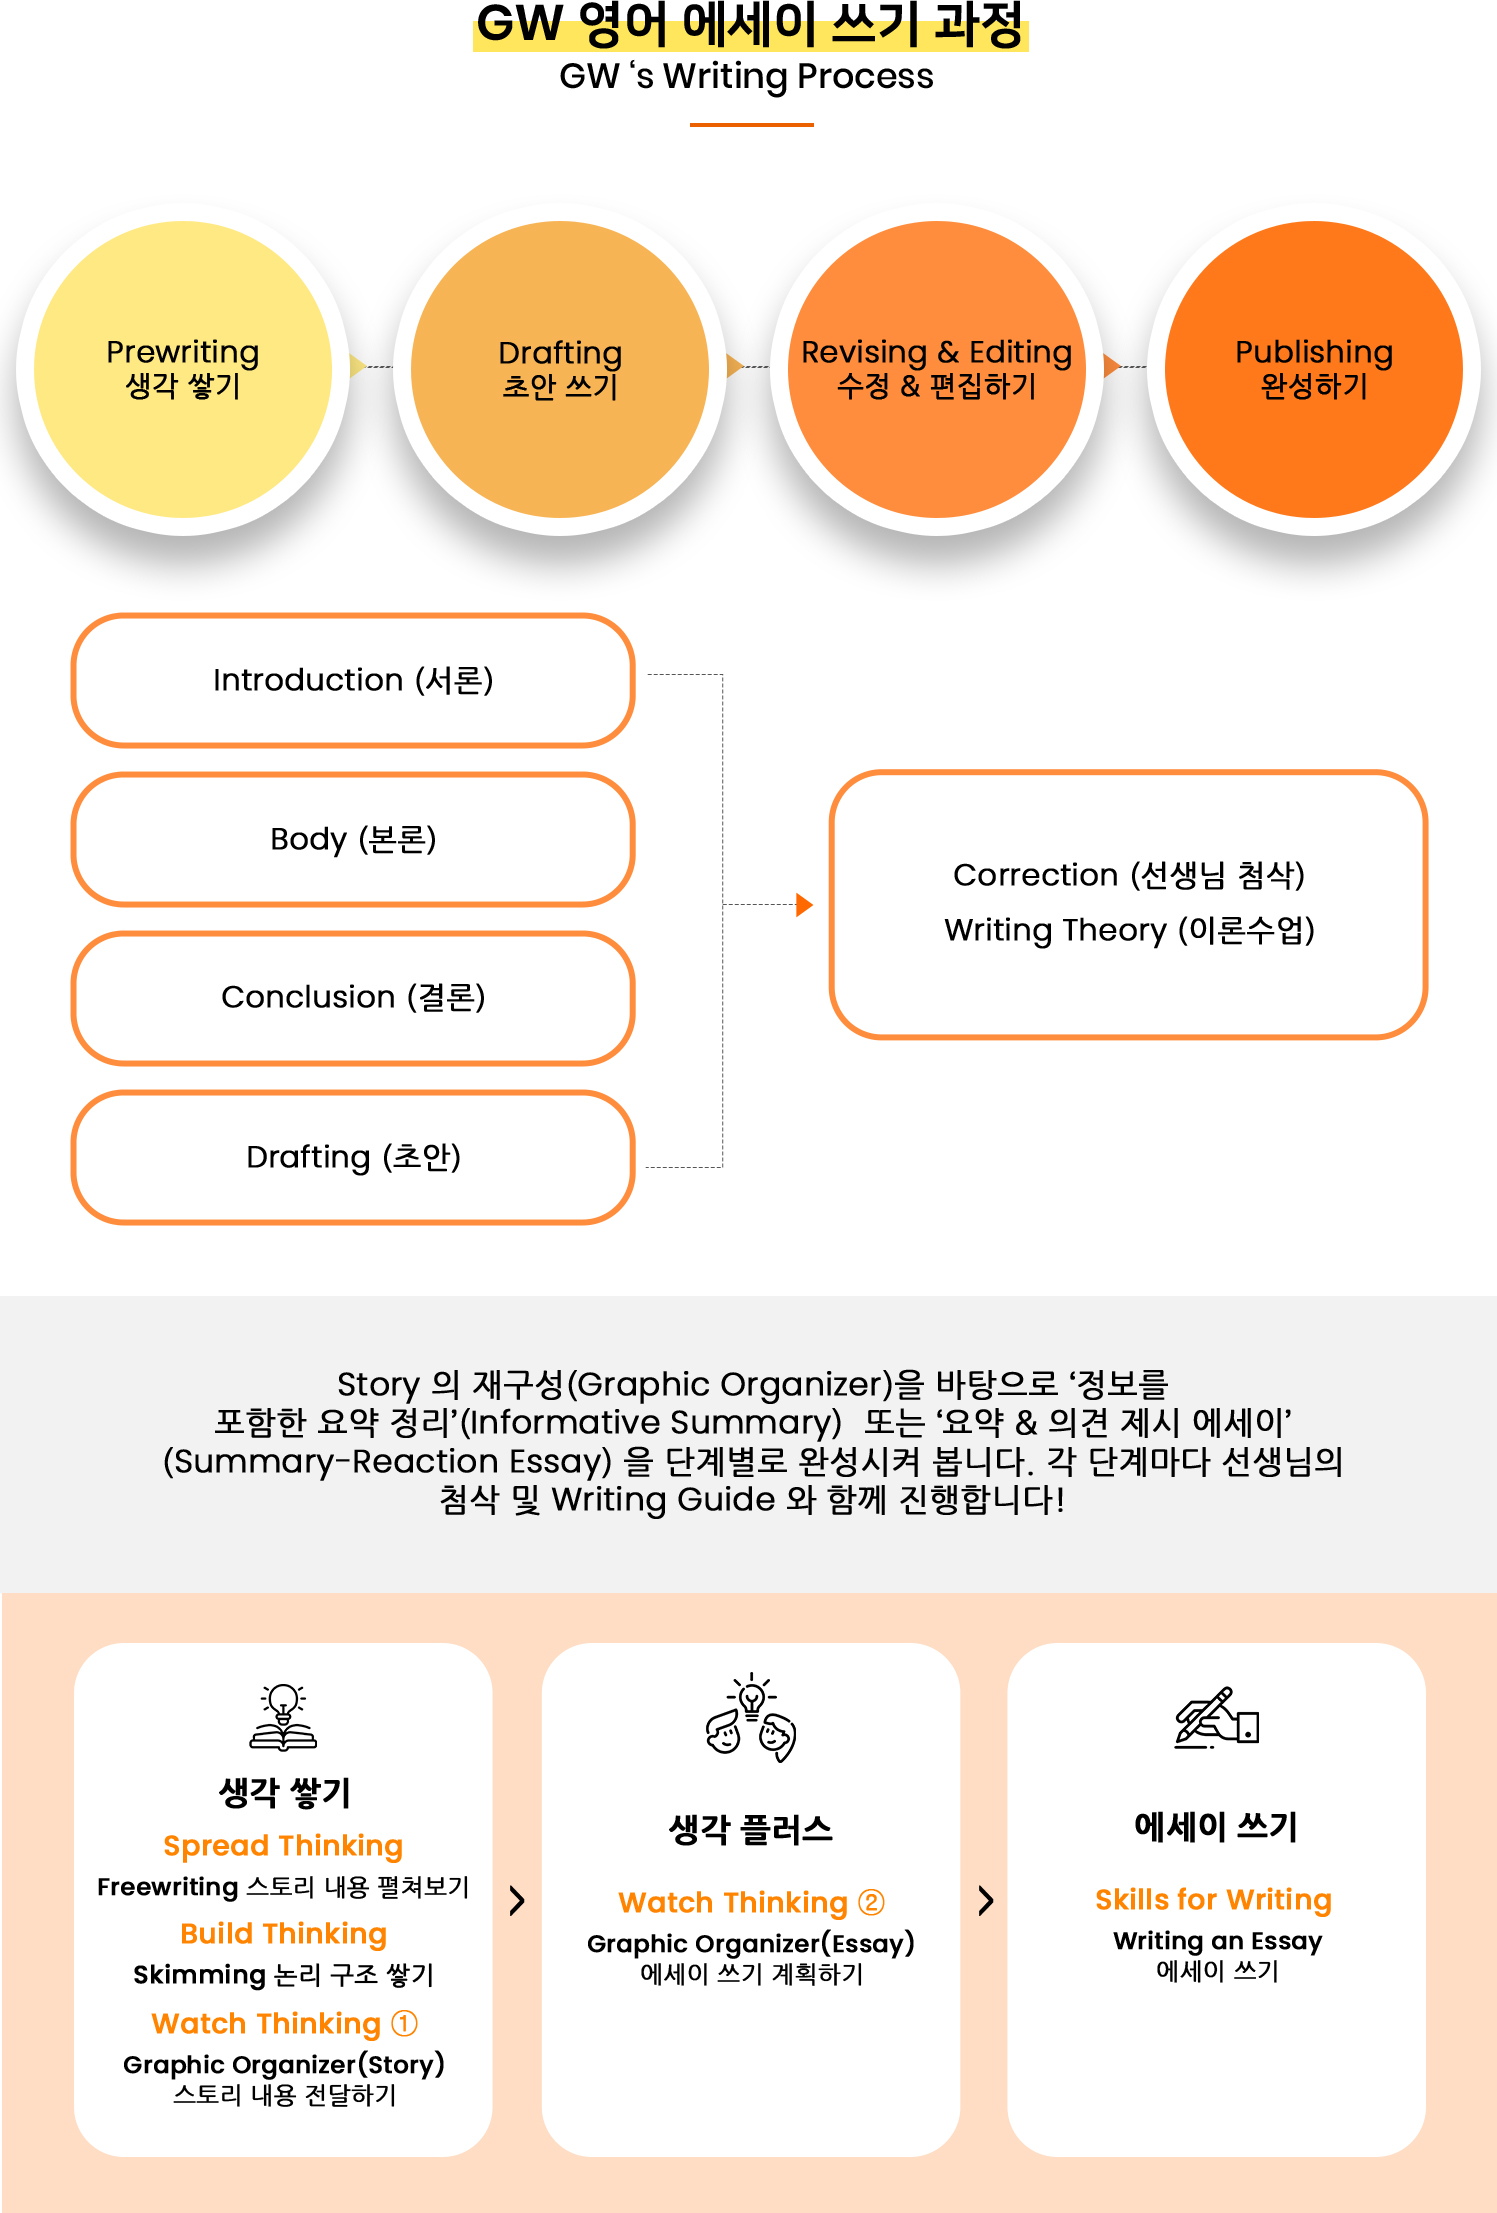 GW 영어 에세이 쓰기 과정
GW ‘s Writing Process
Prewriting
생각 쌓기
Drafting
초안 쓰기
Revising & Editing
수정 & 편집하기
Publishing
완성하기
Introduction (서론)
Body (본론)
Conclusion (결론)
Drafting (초안)
Correction (선생님 첨삭)
Writing Theory (이론수업)
Story 의 재구성(Graphic Organizer)을 바탕으로 ‘정보를
포함한 요약 정리’(Informative Summary) 또는 ‘요약 & 의견 제시 에세이’
(Summary-Reaction Essay) 을 단계별로 완성시켜 봅니다. 각 단계마다 선생님의
첨삭 및 Writing Guide 와 함께 진행합니다!
생각 쌓기
Spread Thinking
Freewriting 스토리 내용 펼쳐보기
Build Thinking
Skimming 논리 구조 쌓기
Watch Thinking ①
Graphic Organizer(Story)
스토리 내용 전달하기
생각 플러스
Watch Thinking ②
Graphic Organizer(Essay)
에세이 쓰기 계획하기
에세이 쓰기
Skills for Writing
Writing an Essay
에세이 쓰기